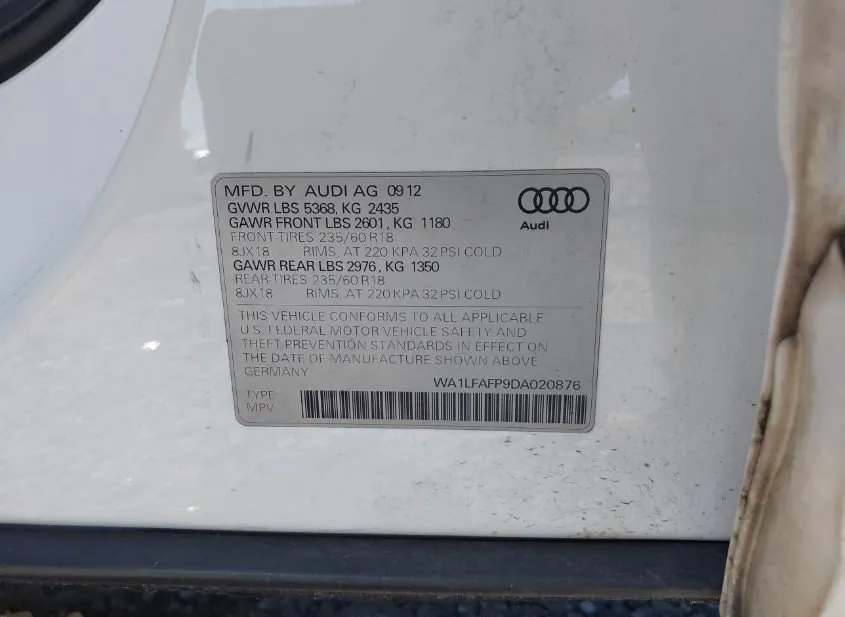 MFD. BY AUDI AG 09 12
GVWR LBS 5368, KG 2435
GAWR FRONT LBS 2601, KG 1180
FRONT-TIRES 235/60 R18
8JX18 RIMS, AT 220 KPA 32 PSI COLD
GAWR REAR LBS 2976, KG 1350
REAR-TIRES 235/60 R18
8JX18 RIMS, AT 220 KPA 32 PSI COLD
Audi
THIS VEHICLE CONFORMS TO ALL APPLICABLE
U.S. FEDERAL MOTOR VEHICLE SAFETY AND
THEFT PREVENTION STANDARDS IN EFFECT ON
THE DATE OF MANUFACTURE SHOWN ABOVE
GERMANY
WA1LFAFP9DA020876
TYPE
MPV